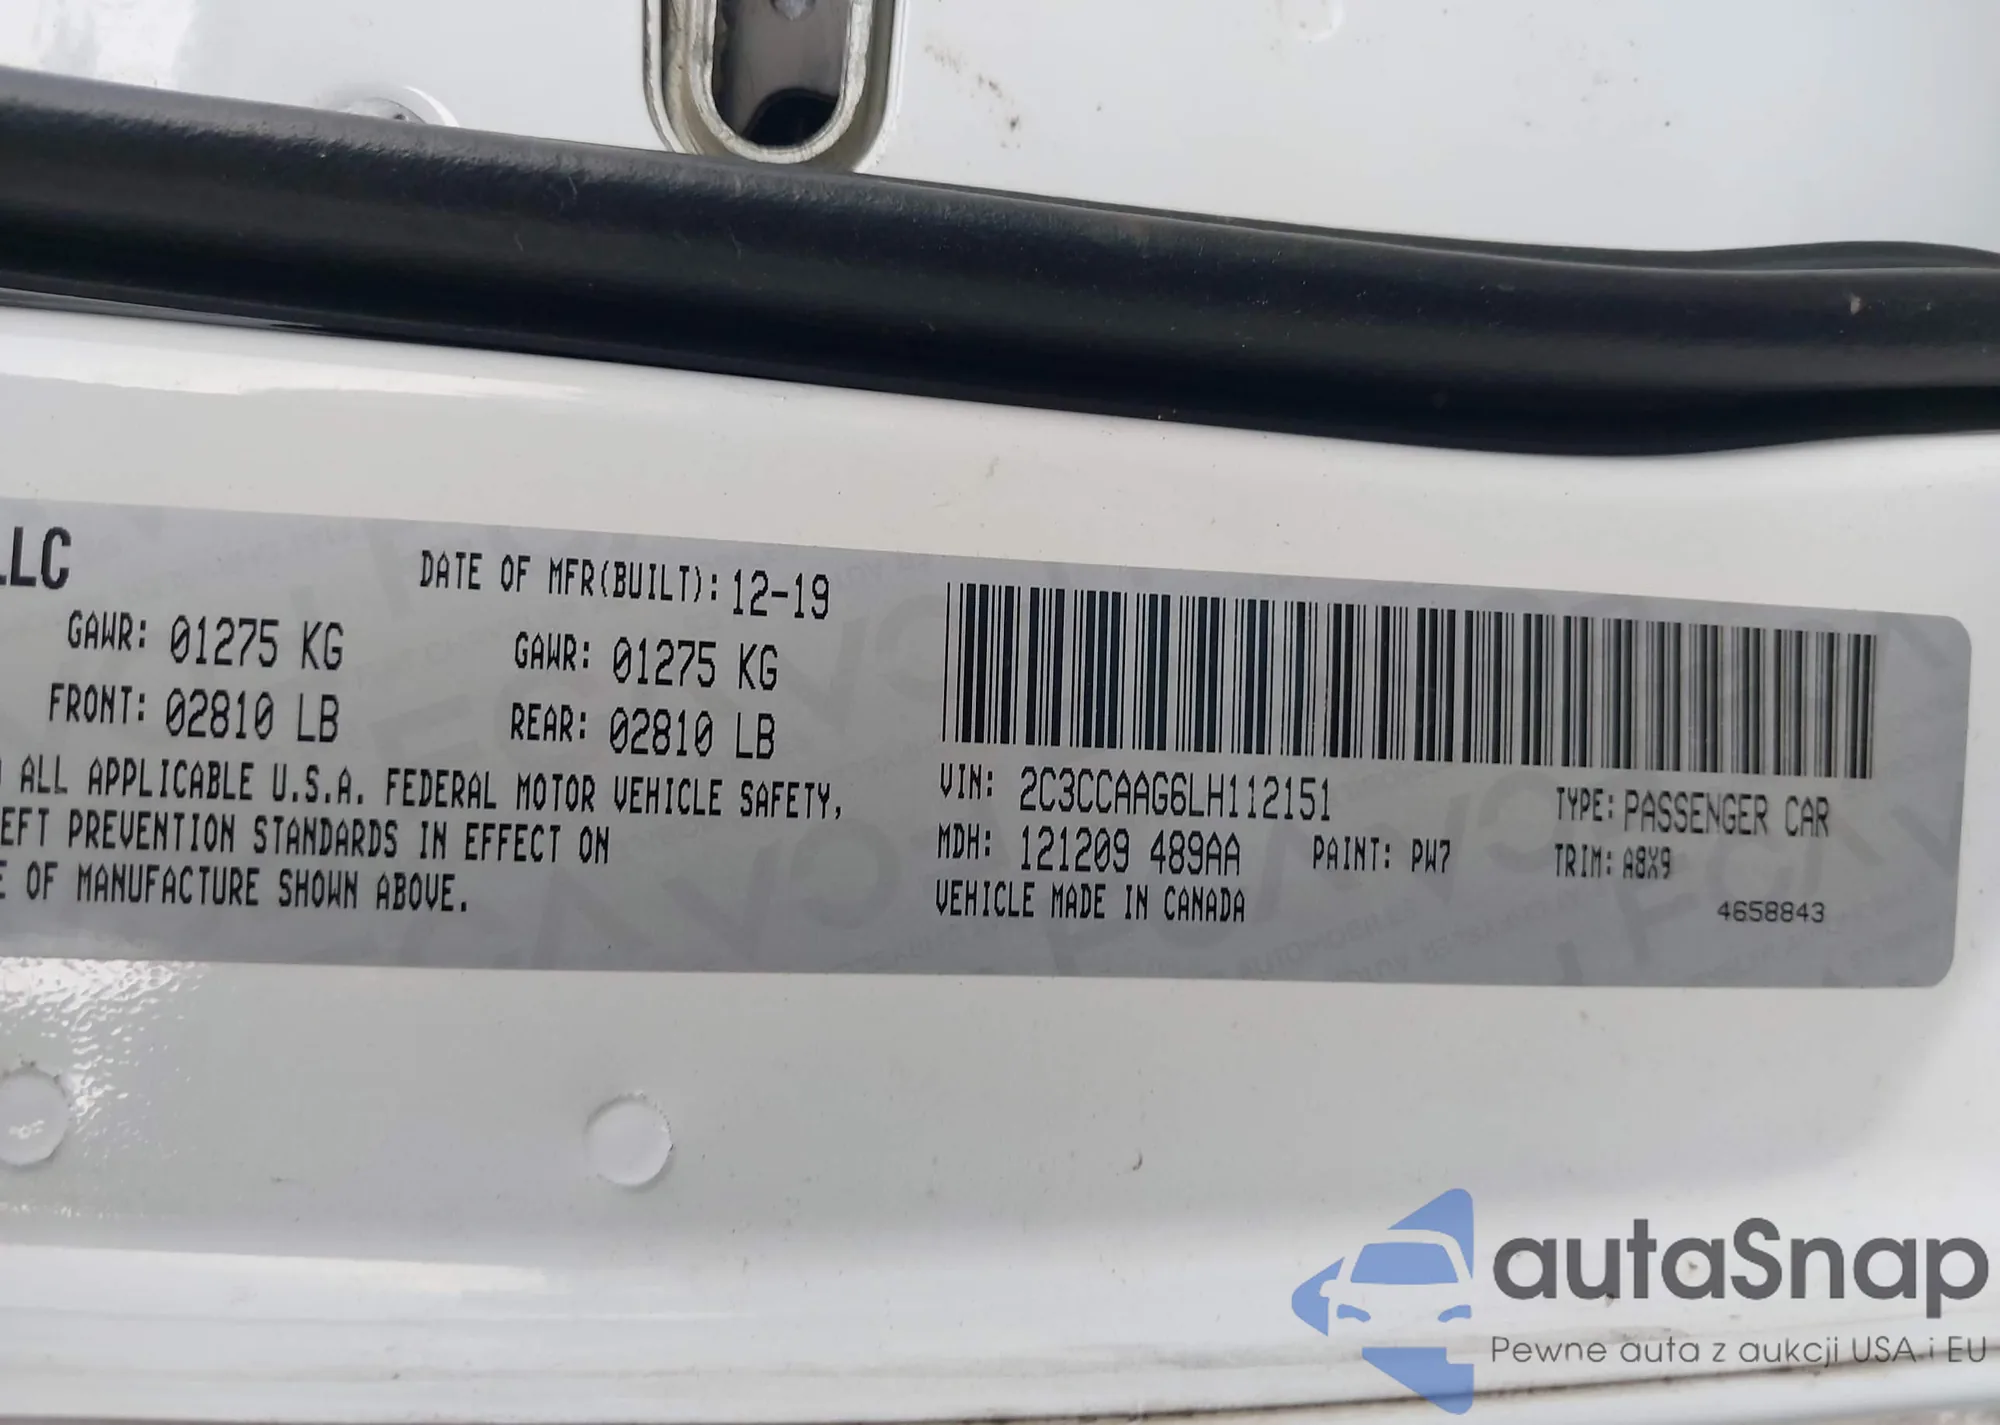 LLC
DATE OF MFR(BUILT): 12-19
GAWR: 01275 KG GAWR: 01275 KG
FRONT: 02810 LB REAR: 02810 LB
ALL APPLICABLE U.S.A. FEDERAL MOTOR VEHICLE SAFETY,
EFT PREVENTION STANDARDS IN EFFECT ON
E OF MANUFACTURE SHOWN ABOVE.
VIN: 2C3CCAAG6LH112151 TYPE: PASSENGER CAR
MDH: 121209 489AA PAINT: PW7 TRIM: A8X9
VEHICLE MADE IN CANADA
4658843
autaSnap
Pewne auta z aukcji USA i EU